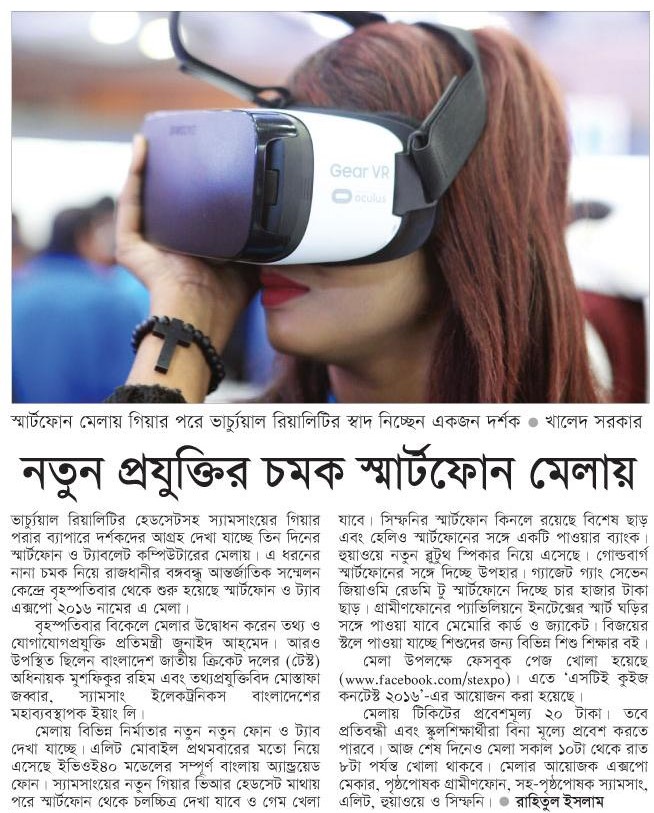 Gear VR
oculus
স্মার্টফোন মেলায় গিয়ার পরে ভার্চ্যুয়াল রিয়ালিটির স্বাদ নিচ্ছেন একজন দর্শক ● খালেদ সরকার
নতুন প্রযুক্তির চমক স্মার্টফোন মেলায়
ভার্চ্যুয়াল রিয়ালিটির হেডসেটসহ স্যামসাংয়ের গিয়ার
পরার ব্যাপারে দর্শকদের আগ্রহ দেখা যাচ্ছে তিন দিনের
স্মার্টফোন ও ট্যাবলেট কম্পিউটারের মেলায়। এ ধরনের
নানা চমক নিয়ে রাজধানীর বঙ্গবন্ধু আন্তর্জাতিক সম্মেলন
কেন্দ্রে বৃহস্পতিবার থেকে শুরু হয়েছে স্মার্টফোন ও ট্যাব
এক্সপো ২০১৬ নামের এ মেলা।
বৃহস্পতিবার বিকেলে মেলার উদ্বোধন করেন তথ্য ও
যোগাযোগপ্রযুক্তি প্রতিমন্ত্রী জুনাইদ আহমেদ। আরও
উপস্থিত ছিলেন বাংলাদেশ জাতীয় ক্রিকেট দলের (টেস্ট)
অধিনায়ক মুশফিকুর রহিম এবং তথ্যপ্রযুক্তিবিদ মোস্তাফা
জব্বার, স্যামসাং ইলেকট্রনিকস বাংলাদেশের
মহাব্যবস্থাপক ইয়াং লি।
মেলায় বিভিন্ন নির্মাতার নতুন নতুন ফোন ও ট্যাব
দেখা যাচ্ছে। এলিট মোবাইল প্রথমবারের মতো নিয়ে
এসেছে ইভিওই৪০ মডেলের সম্পূর্ণ বাংলায় অ্যান্ড্রয়েড
ফোন। স্যামসাংয়ের নতুন গিয়ার ভিআর হেডসেট মাথায়
পরে স্মার্টফোন থেকে চলচ্চিত্র দেখা যাবে ও গেম খেলা
যাবে। সিম্ফনির স্মার্টফোন কিনলে রয়েছে বিশেষ ছাড়
এবং হেলিও স্মার্টফোনের সঙ্গে একটি পাওয়ার ব্যাংক।
হুয়াওয়ে নতুন ব্লুটুথ স্পিকার নিয়ে এসেছে। গোল্ডবার্গ
স্মার্টফোনের সঙ্গে দিচ্ছে উপহার। গ্যাজেট গ্যাং সেভেন
জিয়াওমি রেডমি টু স্মার্টফোনে দিচ্ছে চার হাজার টাকা
ছাড়। গ্রামীণফোনের প্যাভিলিয়নে ইনটেক্সের স্মার্ট ঘড়ির
সঙ্গে পাওয়া যাবে মেমোরি কার্ড ও জ্যাকেট। বিজয়ের
স্টলে পাওয়া যাচ্ছে শিশুদের জন্য বিভিন্ন শিশু শিক্ষার বই।
মেলা উপলক্ষে ফেসবুক পেজ খোলা হয়েছে
(www.facebook.com/stexpo)। এতে ‘এসটিই কুইজ
কনটেস্ট ২০১৬’-এর আয়োজন করা হয়েছে।
মেলায় টিকিটের প্রবেশমূল্য ২০ টাকা। তবে
প্রতিবন্ধী এবং স্কুলশিক্ষার্থীরা বিনা মূল্যে প্রবেশ করতে
পারবে। আজ শেষ দিনেও মেলা সকাল ১০টা থেকে রাত
৮টা পর্যন্ত খোলা থাকবে। মেলার আয়োজক এক্সপো
মেকার, পৃষ্ঠপোষক গ্রামীণফোন, সহ-পৃষ্ঠপোষক স্যামসাং,
এলিট, হুয়াওয়ে ও সিম্ফনি। ● রাহিতুল ইসলাম